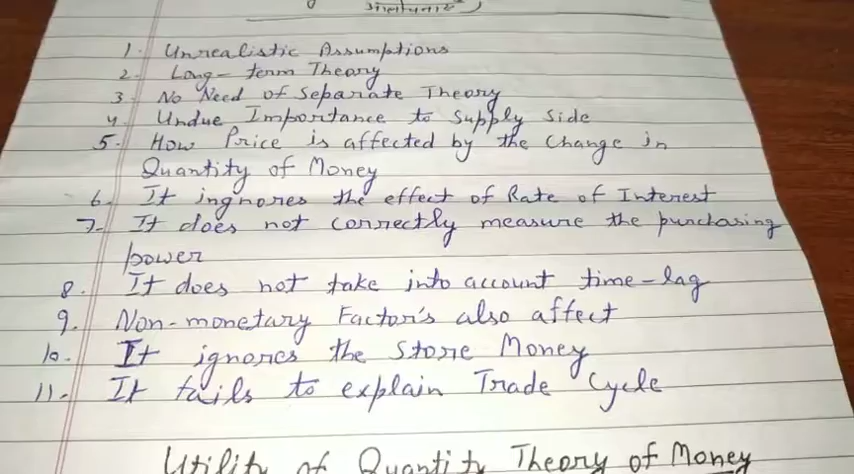 आलोचनाएं)
1. Unrealistic Assumptions
2. Long-term Theory
3. No Need of Separate Theory
4. Undue Importance to Supply Side
5. How Price is affected by the Change in
Quantity of Money
6. It ingnores the effect of Rate of Interest
7. It does not correctly measure the purchasing
power
8. It does not take into account time-lag
9. Non-monetary Factor's also affect
10. It ignores the Store Money
11. It fails to explain Trade Cycle
Utility of Quantity Theory of Money